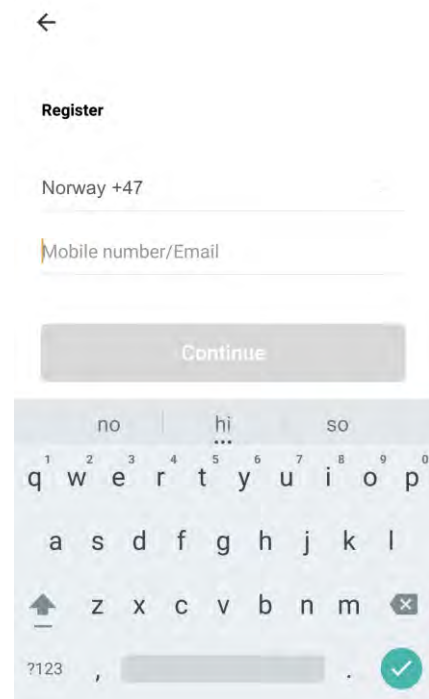 Register
Norway +47
Mobile number/Email
Continue
no hi so
1 2 3 4 5 6 7 8 9 0
q w e r t y u i o p
a s d f g h j k l
z x c v b n m
?123 , .